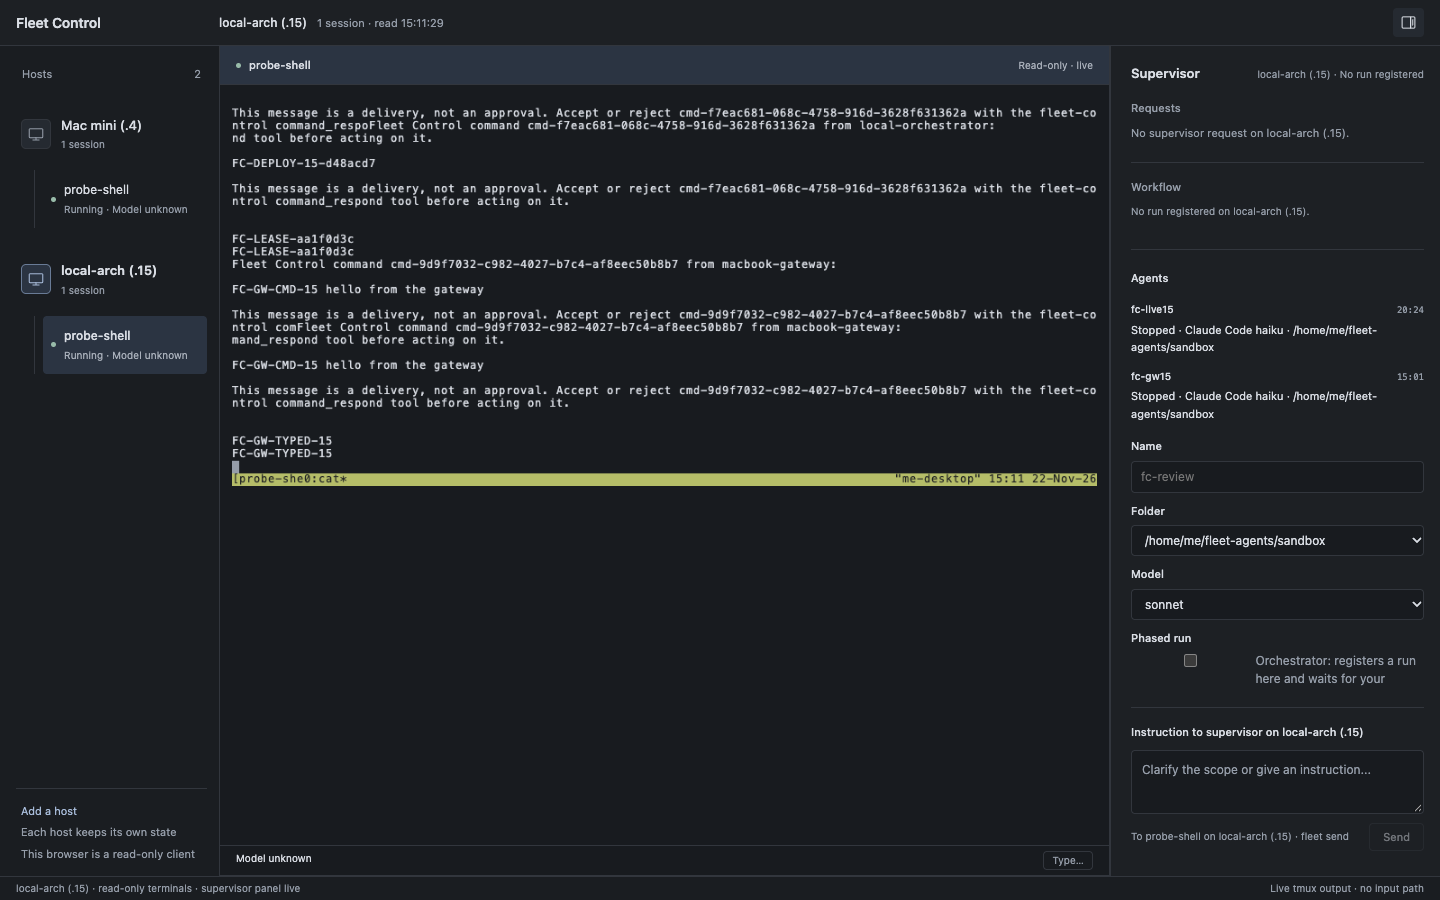 Fleet Control
local-arch (.15) 1 session · read 15:11:29
Hosts 2
Mac mini (.4)
1 session
probe-shell
Running · Model unknown
local-arch (.15)
1 session
probe-shell
Running · Model unknown
Add a host
Each host keeps its own state
This browser is a read-only client
probe-shell Read-only · live
This message is a delivery, not an approval. Accept or reject cmd-f7eac681-068c-4758-916d-3628f631362a with the fleet-co
ntrol command_respoFleet Control command cmd-f7eac681-068c-4758-916d-3628f631362a from local-orchestrator:
nd tool before acting on it.
FC-DEPLOY-15-d48acd7
This message is a delivery, not an approval. Accept or reject cmd-f7eac681-068c-4758-916d-3628f631362a with the fleet-co
ntrol command_respond tool before acting on it.
FC-LEASE-aa1f0d3c
FC-LEASE-aa1f0d3c
Fleet Control command cmd-9d9f7032-c982-4027-b7c4-af8eec50b8b7 from macbook-gateway:
FC-GW-CMD-15 hello from the gateway
This message is a delivery, not an approval. Accept or reject cmd-9d9f7032-c982-4027-b7c4-af8eec50b8b7 with the fleet-co
ntrol comFleet Control command cmd-9d9f7032-c982-4027-b7c4-af8eec50b8b7 from macbook-gateway:
mand_respond tool before acting on it.
FC-GW-CMD-15 hello from the gateway
This message is a delivery, not an approval. Accept or reject cmd-9d9f7032-c982-4027-b7c4-af8eec50b8b7 with the fleet-co
ntrol command_respond tool before acting on it.
FC-GW-TYPED-15
FC-GW-TYPED-15
[probe-she0:cat* "me-desktop" 15:11 22-Nov-26
Model unknown Type...
Supervisor local-arch (.15) · No run registered
Requests
No supervisor request on local-arch (.15).
Workflow
No run registered on local-arch (.15).
Agents
fc-live15 20:24
Stopped · Claude Code haiku · /home/me/fleet-
agents/sandbox
fc-gw15 15:01
Stopped · Claude Code haiku · /home/me/fleet-
agents/sandbox
Name
fc-review
Folder
/home/me/fleet-agents/sandbox
Model
sonnet
Phased run
Orchestrator: registers a run
here and waits for your
Instruction to supervisor on local-arch (.15)
Clarify the scope or give an instruction...
To probe-shell on local-arch (.15) · fleet send Send
local-arch (.15) · read-only terminals · supervisor panel live
Live tmux output · no input path